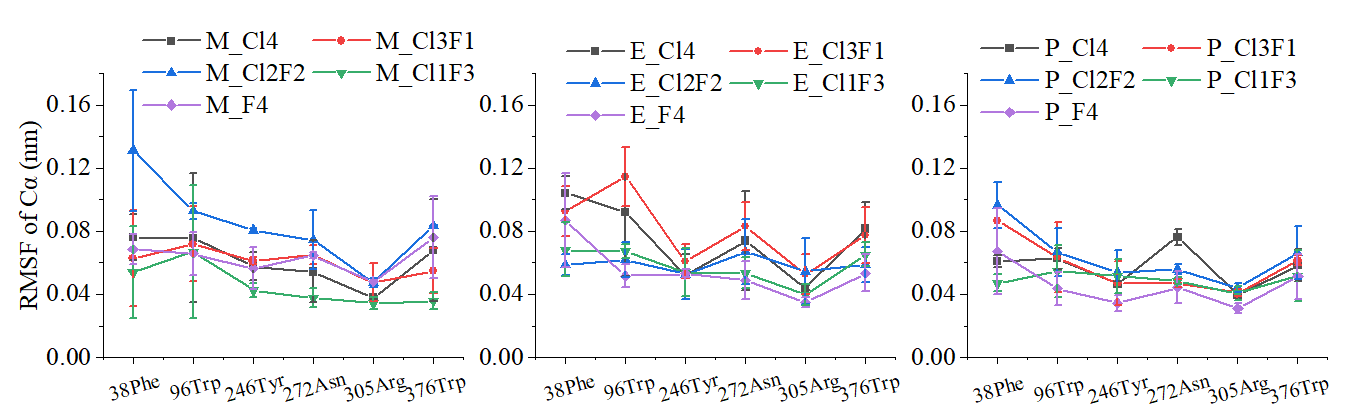 M_Cl4 M_Cl3F1
M_Cl2F2 M_Cl1F3
M_F4
E_Cl4 E_Cl3F1
E_Cl2F2 E_Cl1F3
E_F4
P_Cl4 P_Cl3F1
P_Cl2F2 P_Cl1F3
P_F4
RMSF of Cα (nm)
0.16
0.12
0.08
0.04
0.00
38Phe 96Trp 246Tyr 272Asn 305Arg 376Trp
0.16
0.12
0.08
0.04
0.00
38Phe 96Trp 246Tyr 272Asn 305Arg 376Trp
0.16
0.12
0.08
0.04
0.00
38Phe 96Trp 246Tyr 272Asn 305Arg 376Trp